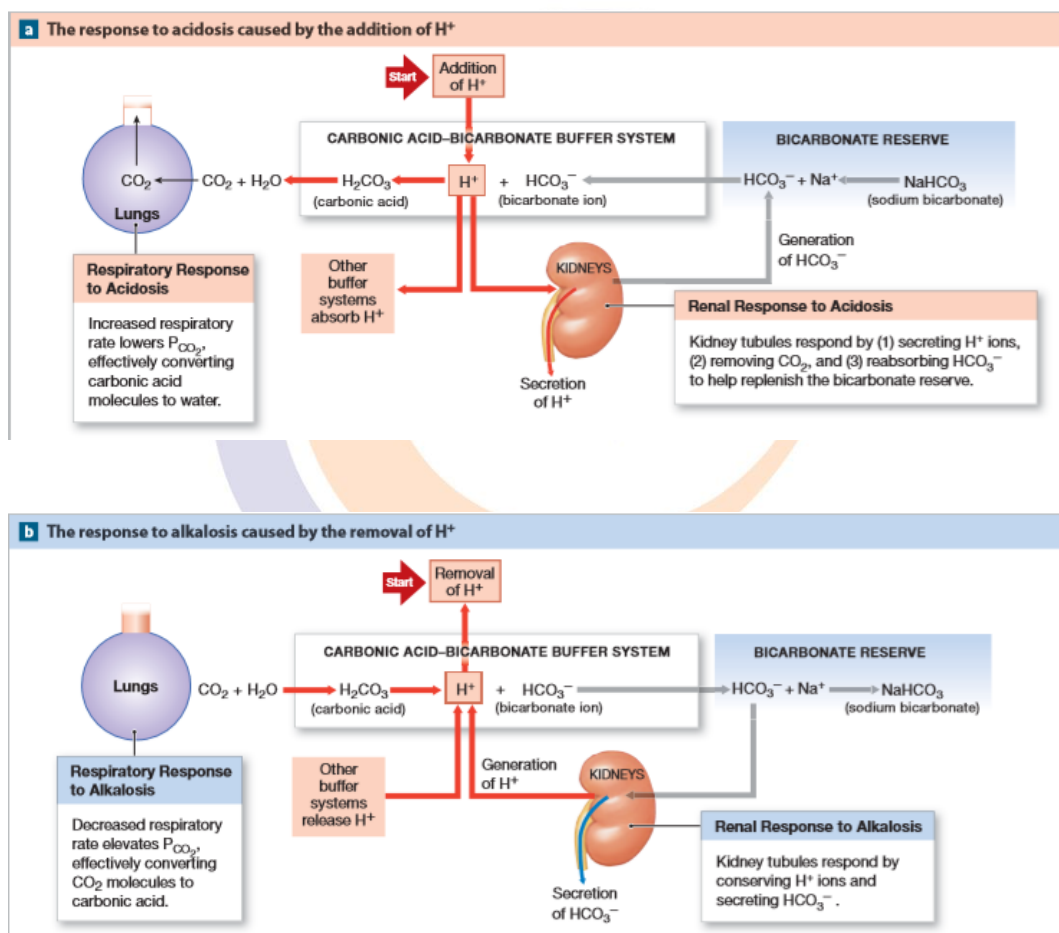 a The response to acidosis caused by the addition of H⁺
Start
Addition
of H⁺
CARBONIC ACID–BICARBONATE BUFFER SYSTEM
BICARBONATE RESERVE
CO₂
CO₂ + H₂O
H₂CO₃
(carbonic acid)
H⁺
+ HCO₃⁻
(bicarbonate ion)
HCO₃⁻ + Na⁺
NaHCO₃
(sodium bicarbonate)
Lungs
Generation
of HCO₃⁻
Respiratory Response
to Acidosis
Increased respiratory
rate lowers P_CO₂,
effectively converting
carbonic acid
molecules to water.
Other
buffer
systems
absorb H⁺
KIDNEYS
Secretion
of H⁺
Renal Response to Acidosis
Kidney tubules respond by (1) secreting H⁺ ions,
(2) removing CO₂, and (3) reabsorbing HCO₃⁻
to help replenish the bicarbonate reserve.
b The response to alkalosis caused by the removal of H⁺
Start
Removal
of H⁺
CARBONIC ACID–BICARBONATE BUFFER SYSTEM
BICARBONATE RESERVE
Lungs
CO₂ + H₂O
H₂CO₃
(carbonic acid)
H⁺
+ HCO₃⁻
(bicarbonate ion)
HCO₃⁻ + Na⁺
NaHCO₃
(sodium bicarbonate)
Respiratory Response
to Alkalosis
Decreased respiratory
rate elevates P_CO₂,
effectively converting
CO₂ molecules to
carbonic acid.
Other
buffer
systems
release H⁺
Generation
of H⁺
KIDNEYS
Secretion
of HCO₃⁻
Renal Response to Alkalosis
Kidney tubules respond by
conserving H⁺ ions and
secreting HCO₃⁻ .